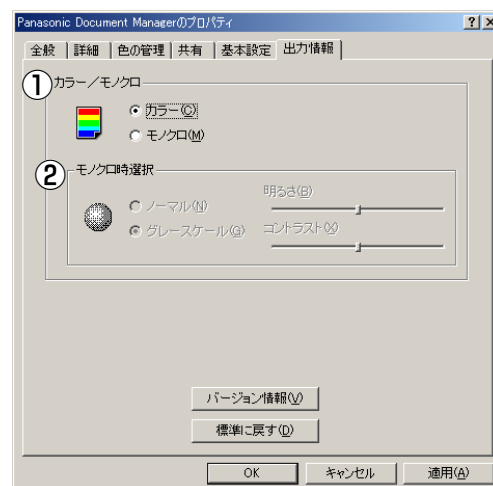 Panasonic Document Managerのプロパティ
全般 詳細 色の管理 共有 基本設定 出力情報
① カラー／モノクロ
カラー(C)
モノクロ(M)
② モノクロ時選択
ノーマル(N)
グレースケール(G)
明るさ(B)
コントラスト(X)
バージョン情報(V)
標準に戻す(D)
OK キャンセル 適用(A)